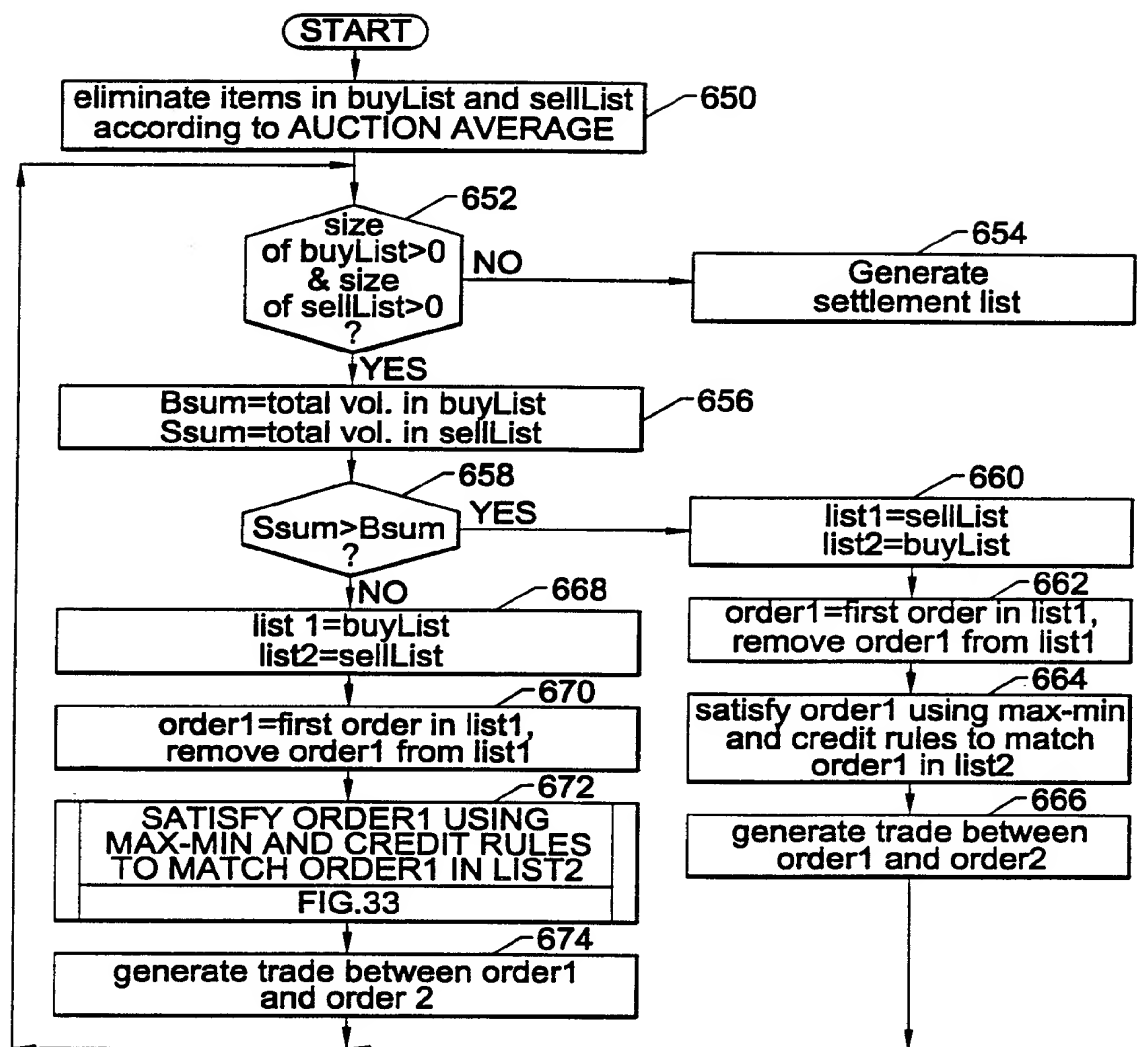 START
eliminate items in buyList and sellList
according to AUCTION AVERAGE
650
652
size
of buyList>0
& size
of sellList>0
?
NO
654
Generate
settlement list
YES
Bsum=total vol. in buyList
Ssum=total vol. in sellList
656
658
Ssum>Bsum
?
YES
660
list1=sellList
list2=buyList
NO
668
list 1=buyList
list2=sellList
662
order1=first order in list1,
remove order1 from list1
670
order1=first order in list1,
remove order1 from list1
664
satisfy order1 using max-min
and credit rules to match
order1 in list2
672
SATISFY ORDER1 USING
MAX-MIN AND CREDIT RULES
TO MATCH ORDER1 IN LIST2
FIG.33
666
generate trade between
order1 and order2
674
generate trade between order1
and order 2